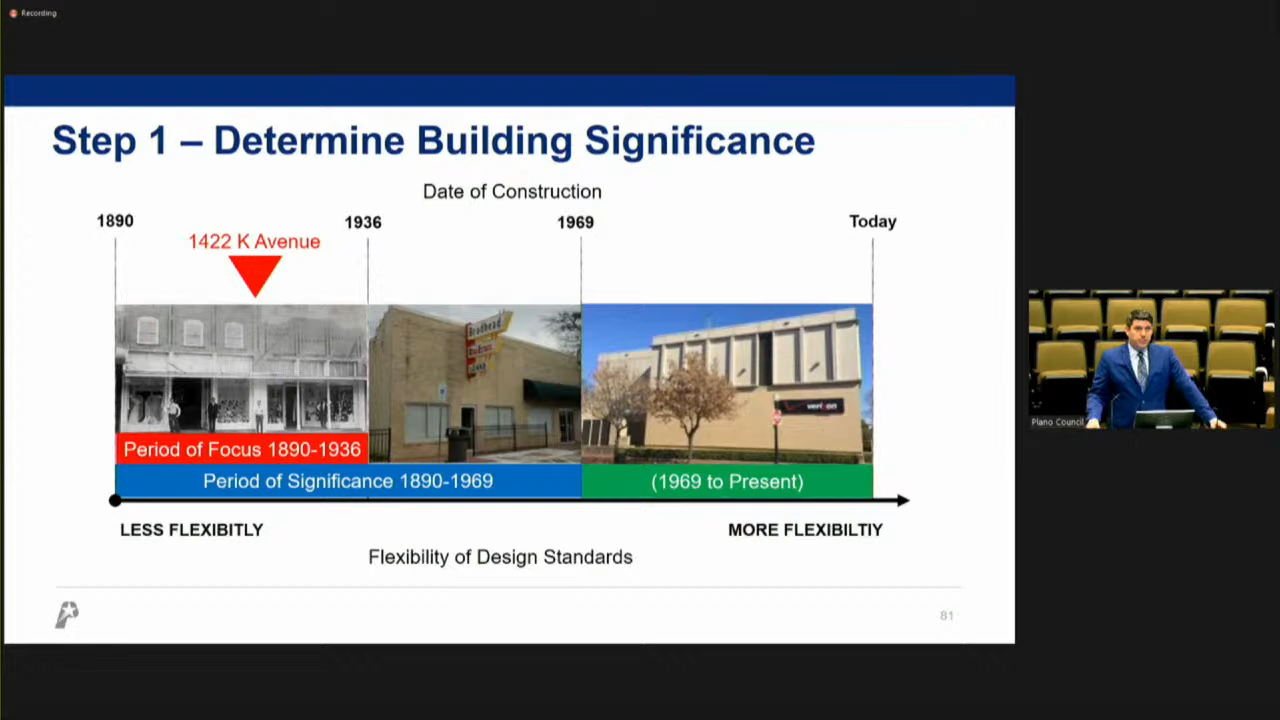 Recording
Step 1 – Determine Building Significance
Date of Construction
1890
1936
1969
Today
1422 K Avenue
verizon
Period of Focus 1890-1936
Period of Significance 1890-1969
(1969 to Present)
LESS FLEXIBITLY
MORE FLEXIBILTIY
Flexibility of Design Standards
81
Plano Council